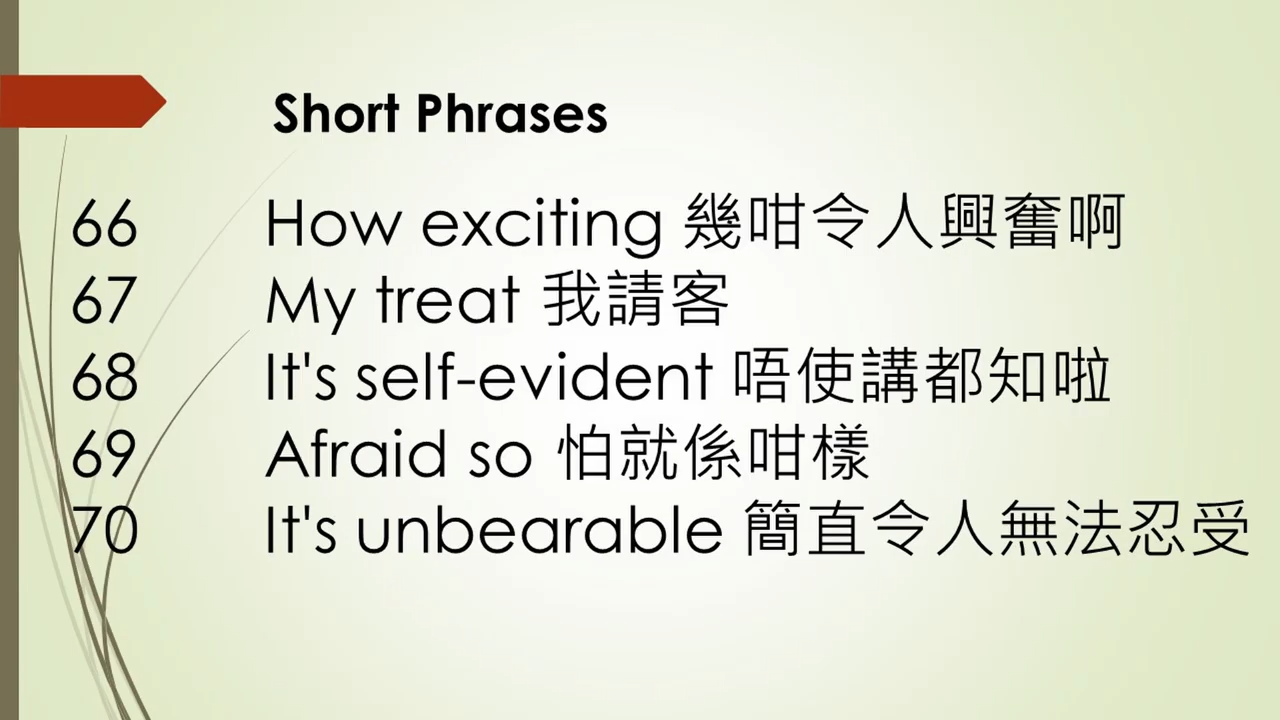 Short Phrases
66 How exciting 幾咁令人興奮啊
67 My treat 我請客
68 It's self-evident 唔使講都知啦
69 Afraid so 怕就係咁樣
70 It's unbearable 簡直令人無法忍受